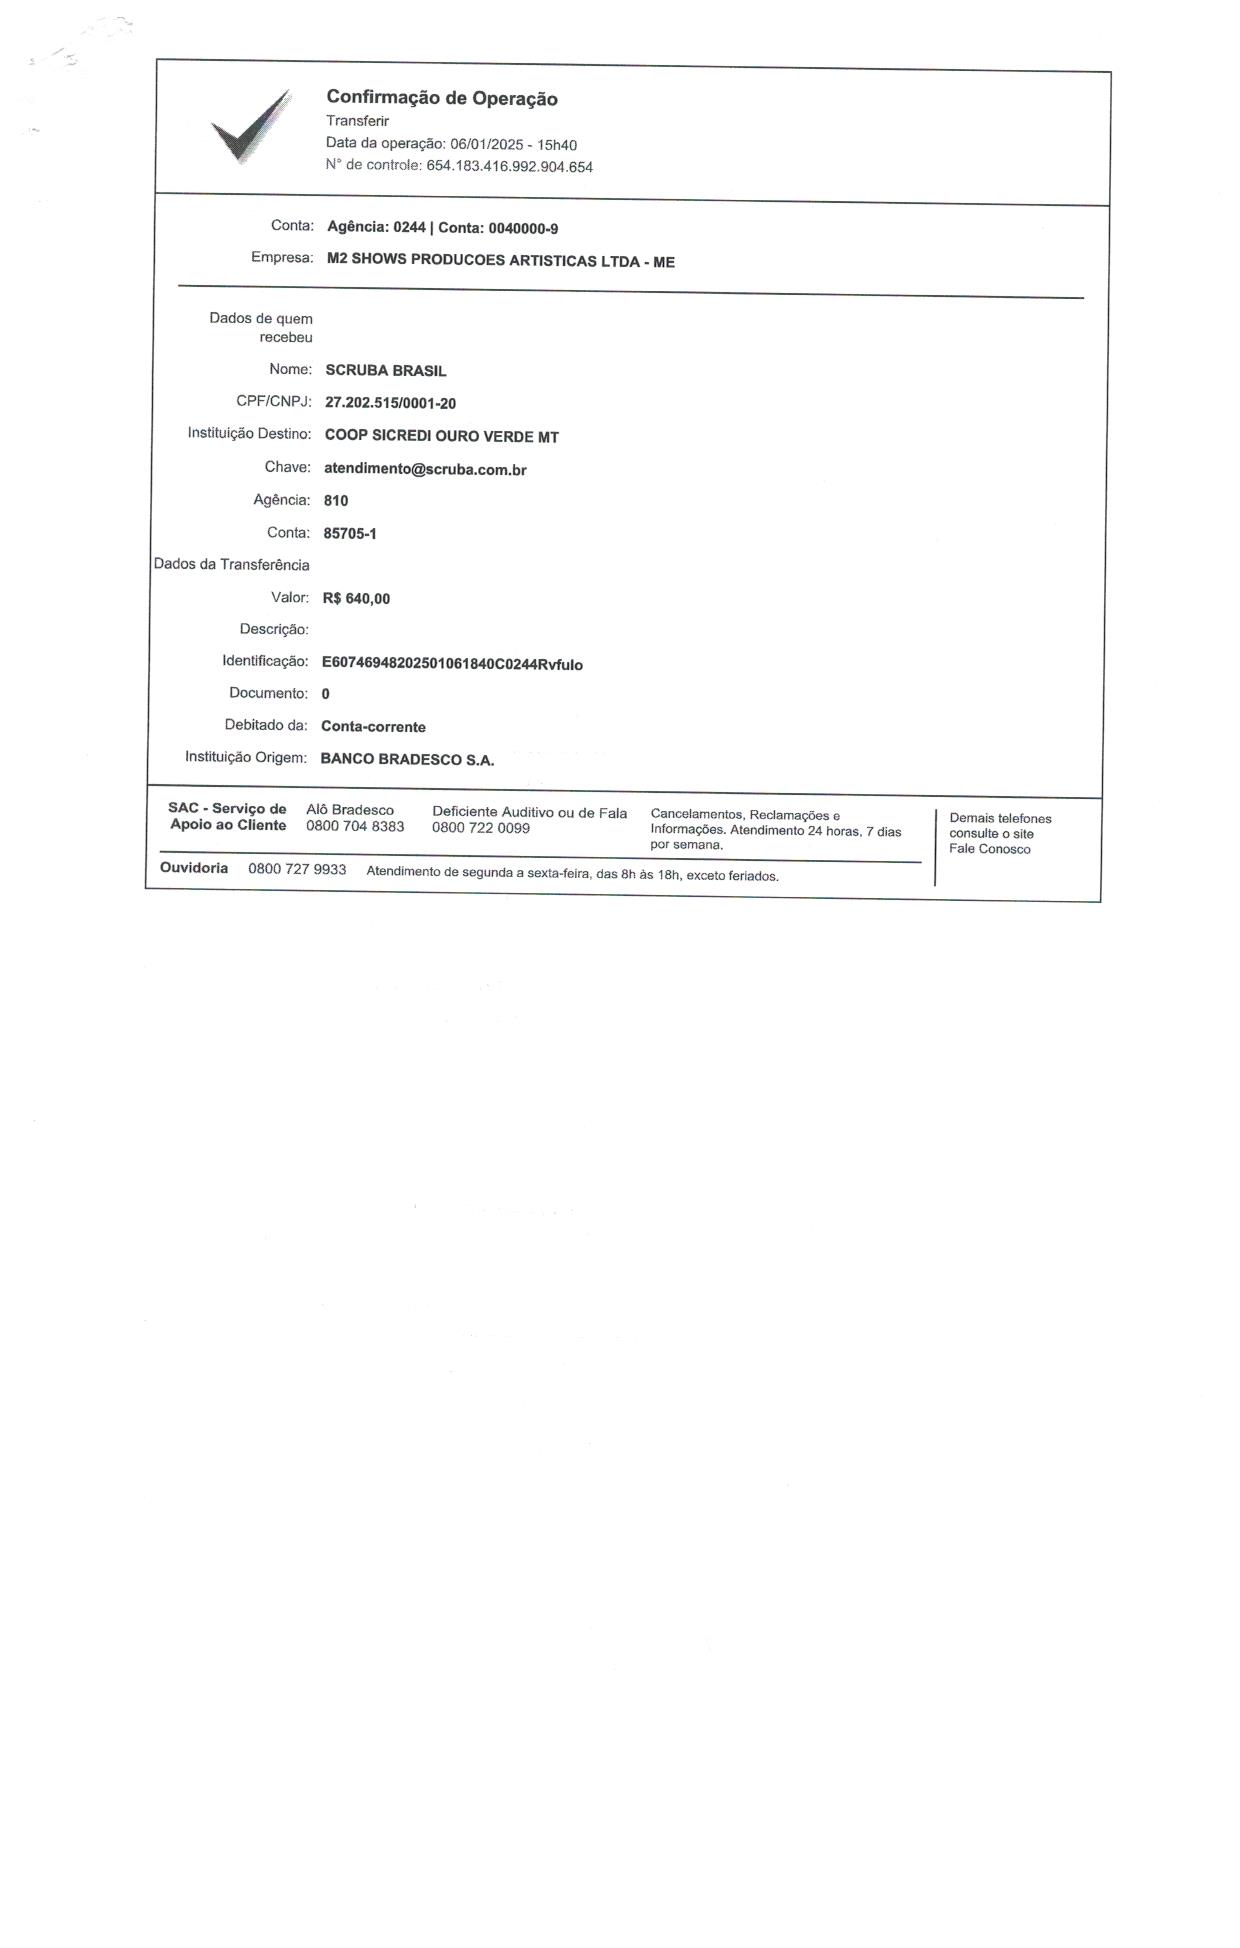 Confirmação de Operação
Transferir
Data da operação: 06/01/2025 - 15h40
N° de controle: 654.183.416.992.904.654
Conta: Agência: 0244 | Conta: 0040000-9
Empresa: M2 SHOWS PRODUCOES ARTISTICAS LTDA - ME
Dados de quem
recebeu
Nome: SCRUBA BRASIL
CPF/CNPJ: 27.202.515/0001-20
Instituição Destino: COOP SICREDI OURO VERDE MT
Chave: atendimento@scruba.com.br
Agência: 810
Conta: 85705-1
Dados da Transferência
Valor: R$ 640,00
Descrição:
Identificação: E60746948202501061840C0244Rvfulo
Documento: 0
Debitado da: Conta-corrente
Instituição Origem: BANCO BRADESCO S.A.
SAC - Serviço de
Apoio ao Cliente
Alô Bradesco
0800 704 8383
Deficiente Auditivo ou de Fala
0800 722 0099
Cancelamentos, Reclamações e
Informações. Atendimento 24 horas, 7 dias
por semana.
Demais telefones
consulte o site
Fale Conosco
Ouvidoria 0800 727 9933 Atendimento de segunda a sexta-feira, das 8h às 18h, exceto feriados.